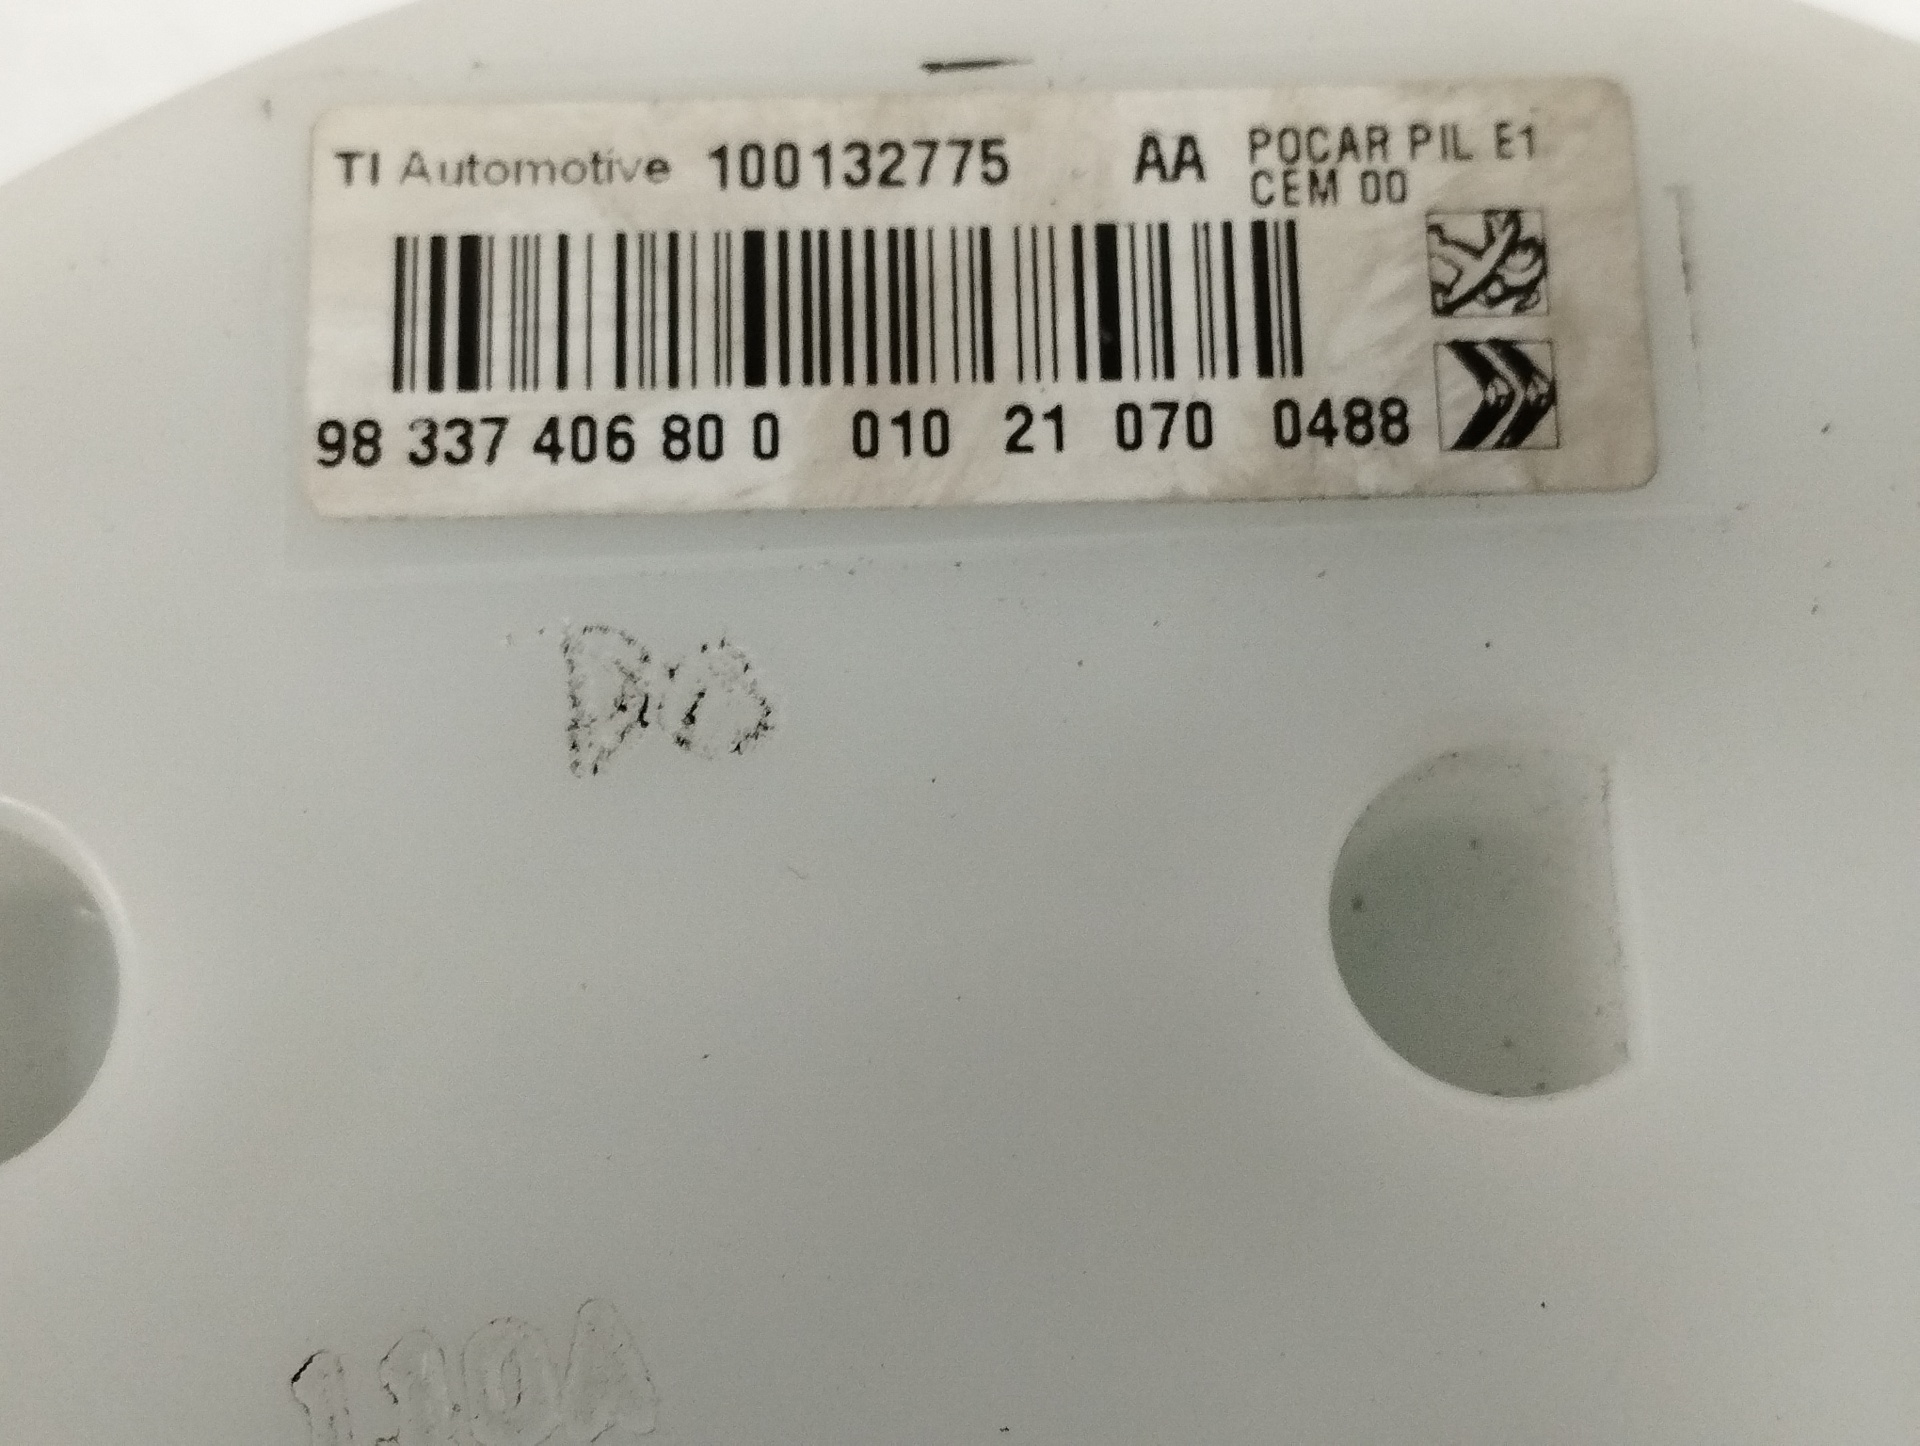 TI Automotive 100132775 AA POCAR PIL E1
CEM 00
98 337 406 80 0 010 21 070 0488